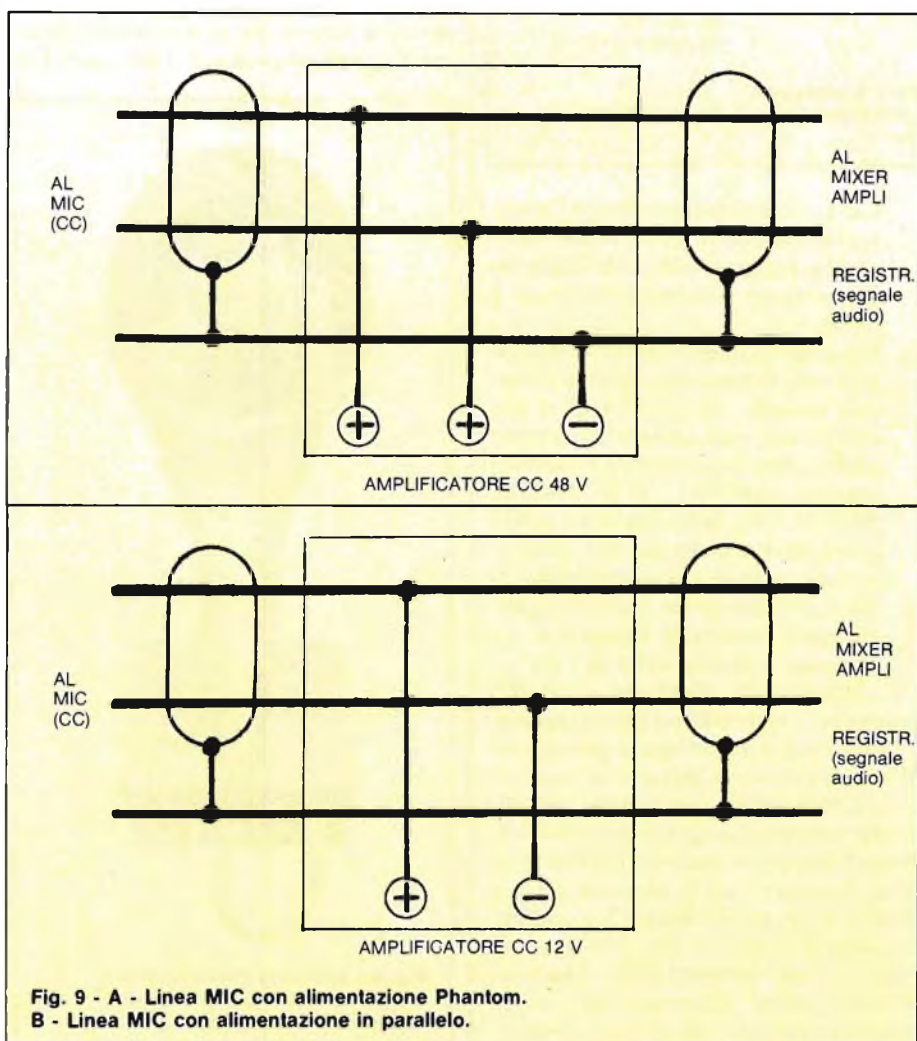 AL
MIC
(CC)
AL
MIXER
AMPLI
REGISTR.
(segnale
audio)
+ + −
AMPLIFICATORE CC 48 V
AL
MIC
(CC)
AL
MIXER
AMPLI
REGISTR.
(segnale
audio)
+ −
AMPLIFICATORE CC 12 V
Fig. 9 - A - Linea MIC con alimentazione Phantom.
B - Linea MIC con alimentazione in parallelo.